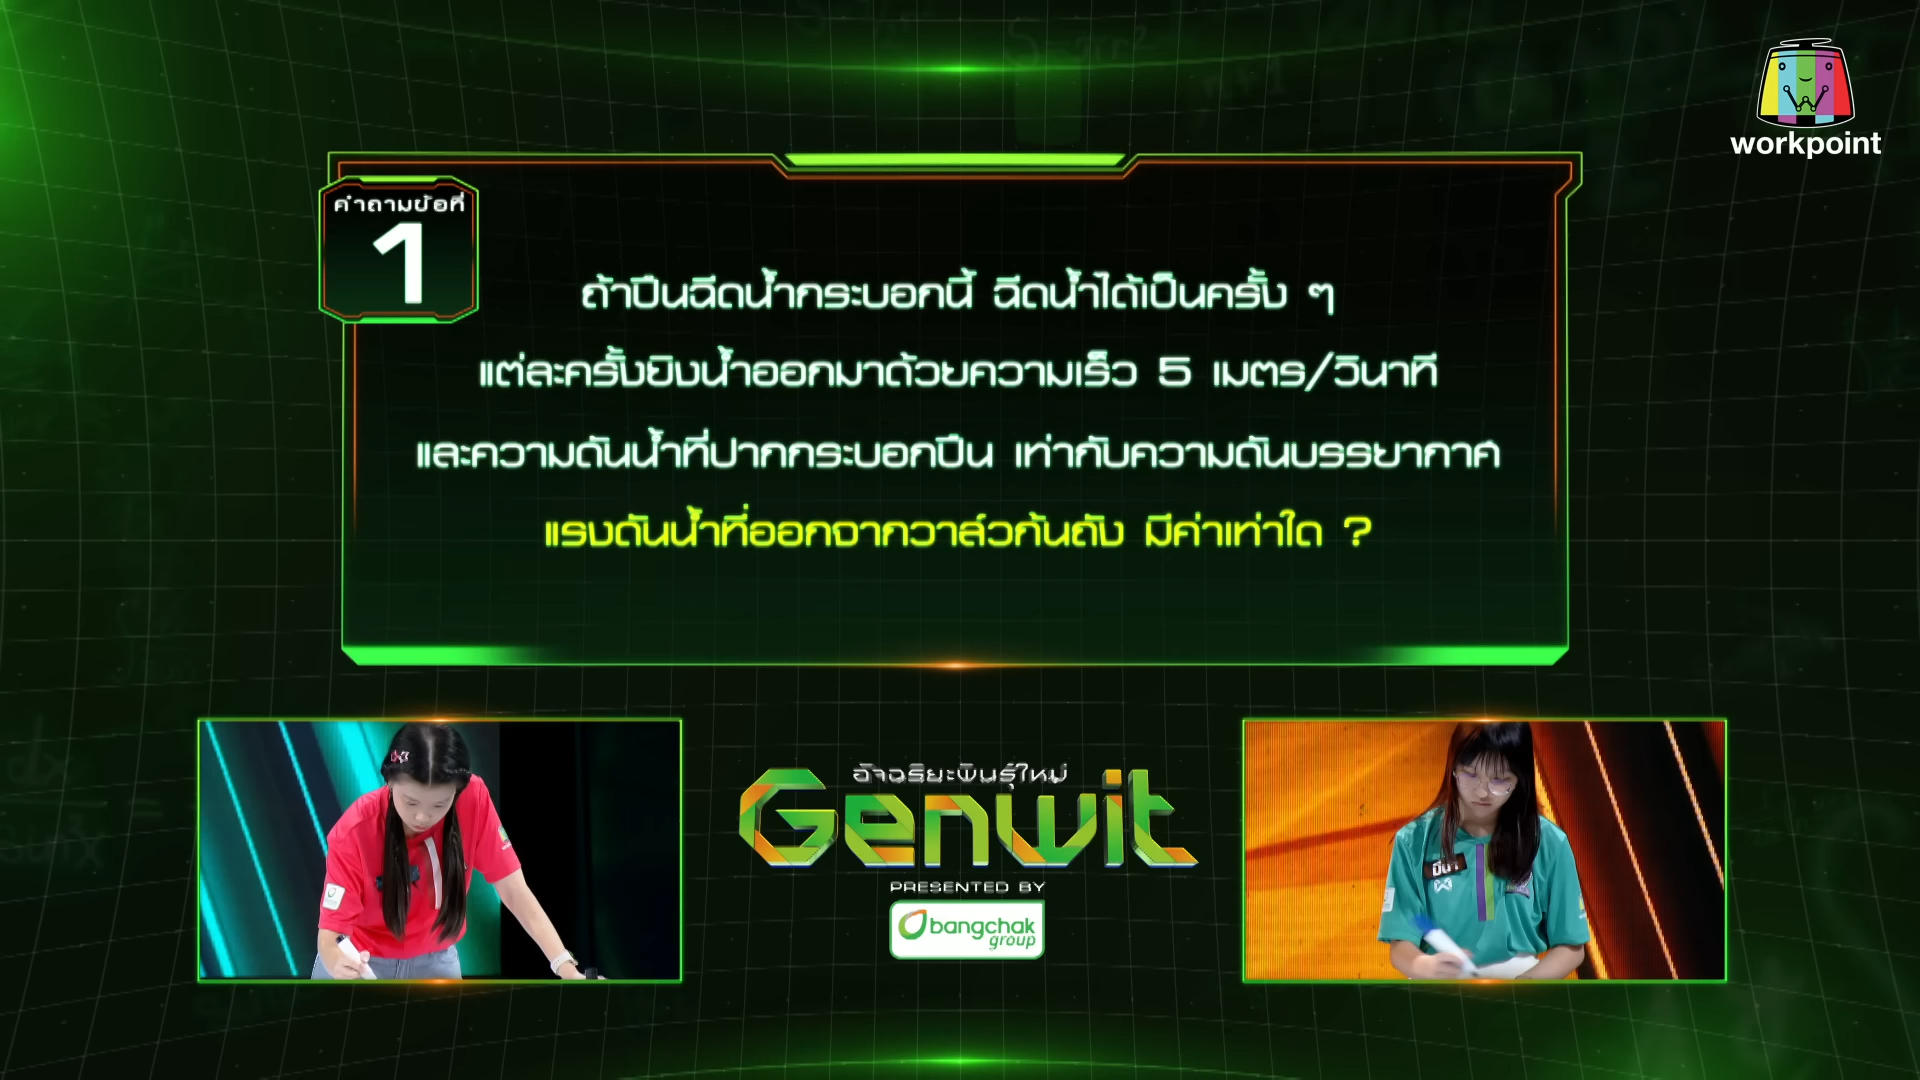 workpoint
คำถามข้อที่
1
ถ้าปืนฉีดน้ำกระบอกนี้ ฉีดน้ำได้เป็นครั้ง ๆ
แต่ละครั้งยิงน้ำออกมาด้วยความเร็ว 5 เมตร/วินาที
และความดันน้ำที่ปากกระบอกปืน เท่ากับความดันบรรยากาศ
แรงดันน้ำที่ออกจากวาล์วก้นถัง มีค่าเท่าใด ?
อัจฉริยะพันธุ์ใหม่
Genwit
PRESENTED BY
bangchak
group